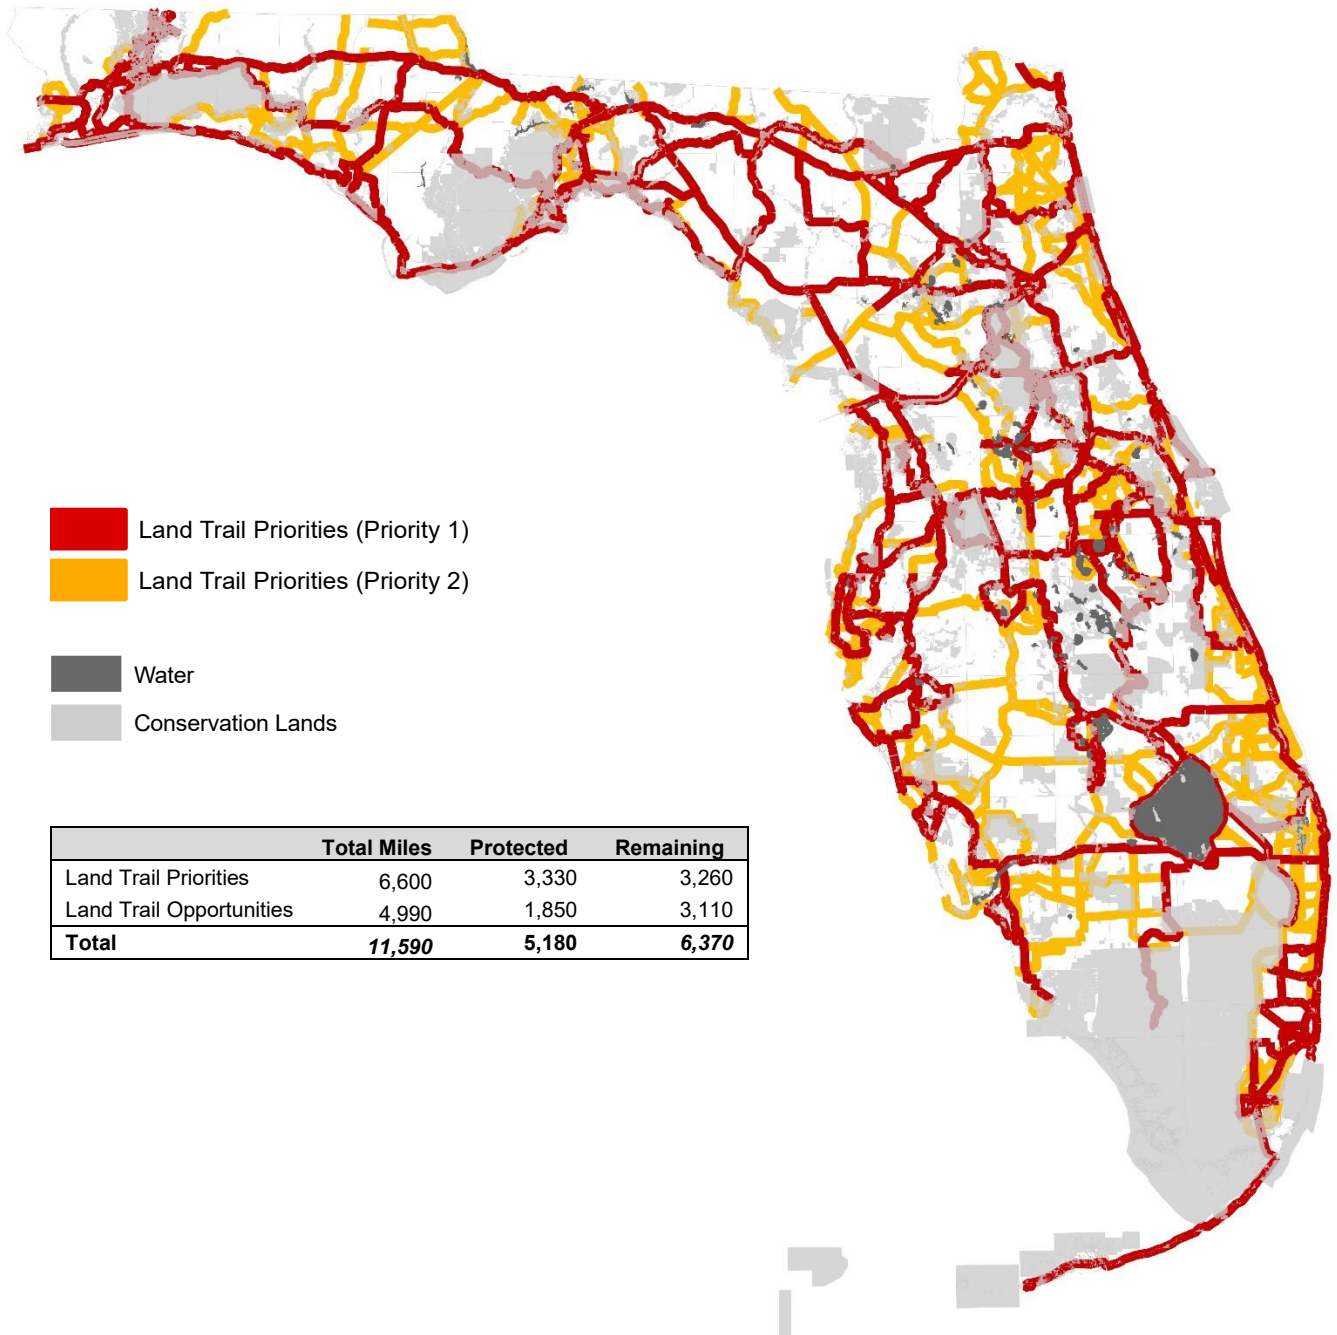 Land Trail Priorities (Priority 1)
Land Trail Priorities (Priority 2)
Water
Conservation Lands
Total Miles Protected Remaining
Land Trail Priorities 6,600 3,330 3,260
Land Trail Opportunities 4,990 1,850 3,110
Total 11,590 5,180 6,370